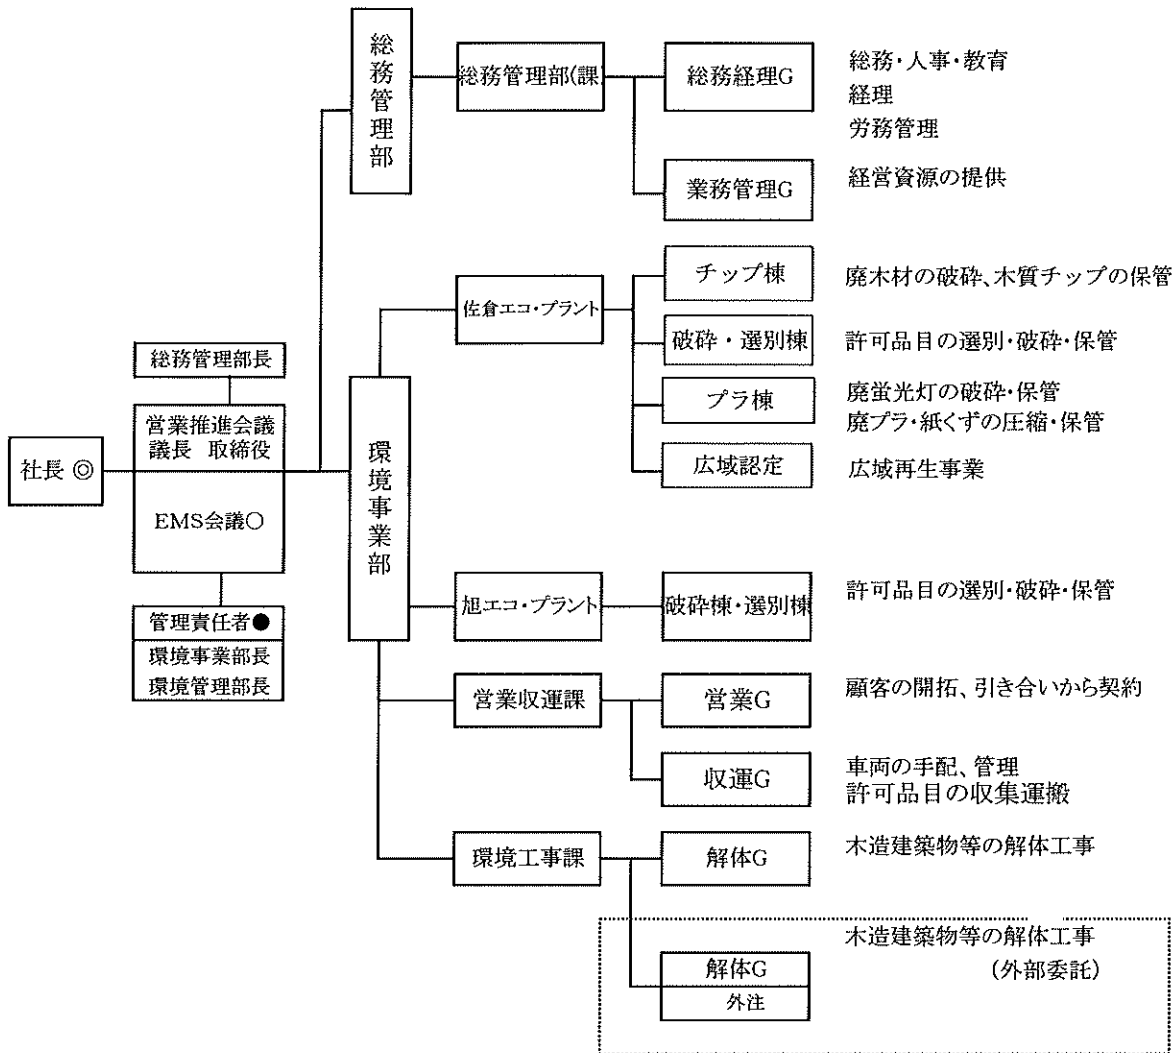 総務管理部
総務管理部(課)
総務経理G
総務・人事・教育
経理
労務管理
業務管理G
経営資源の提供
社長 ◎
総務管理部長
営業推進会議
議長 取締役
EMS会議○
管理責任者●
環境事業部長
環境管理部長
環境事業部
佐倉エコ・プラント
チップ棟
廃木材の破砕、木質チップの保管
破砕・選別棟
許可品目の選別・破砕・保管
プラ棟
廃蛍光灯の破砕・保管
廃プラ・紙くずの圧縮・保管
広域認定
広域再生事業
旭エコ・プラント
破砕棟・選別棟
許可品目の選別・破砕・保管
営業収運課
営業G
顧客の開拓、引き合いから契約
収運G
車両の手配、管理
許可品目の収集運搬
環境工事課
解体G
木造建築物等の解体工事
木造建築物等の解体工事
(外部委託)
解体G
外注